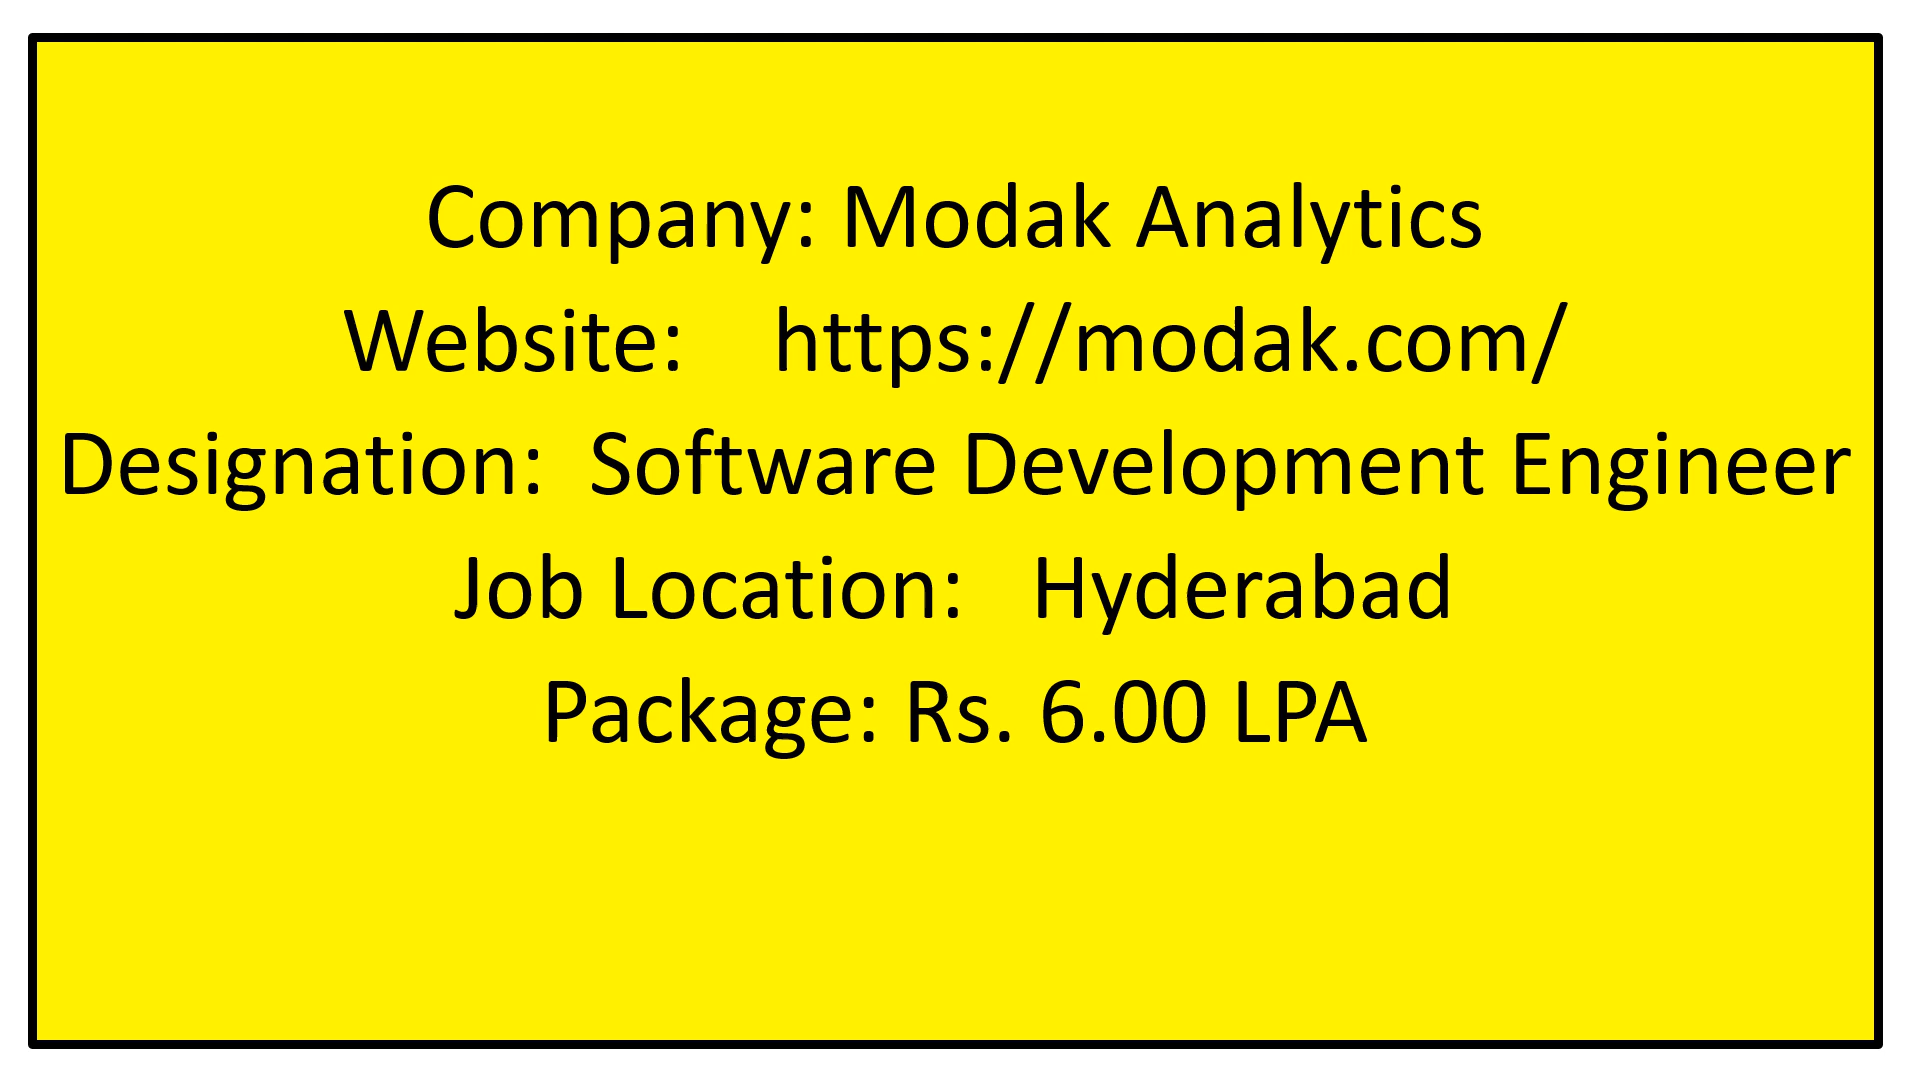 Company: Modak Analytics
Website:    https://modak.com/
Designation:  Software Development Engineer
Job Location:   Hyderabad
Package: Rs. 6.00 LPA